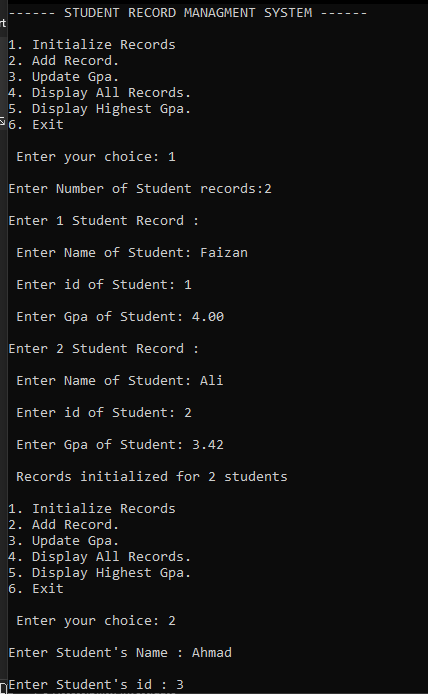 ------ STUDENT RECORD MANAGMENT SYSTEM ------
1. Initialize Records
2. Add Record.
3. Update Gpa.
4. Display All Records.
5. Display Highest Gpa.
6. Exit
Enter your choice: 1
Enter Number of Student records:2
Enter 1 Student Record :
Enter Name of Student: Faizan
Enter id of Student: 1
Enter Gpa of Student: 4.00
Enter 2 Student Record :
Enter Name of Student: Ali
Enter id of Student: 2
Enter Gpa of Student: 3.42
Records initialized for 2 students
1. Initialize Records
2. Add Record.
3. Update Gpa.
4. Display All Records.
5. Display Highest Gpa.
6. Exit
Enter your choice: 2
Enter Student's Name : Ahmad
Enter Student's id : 3